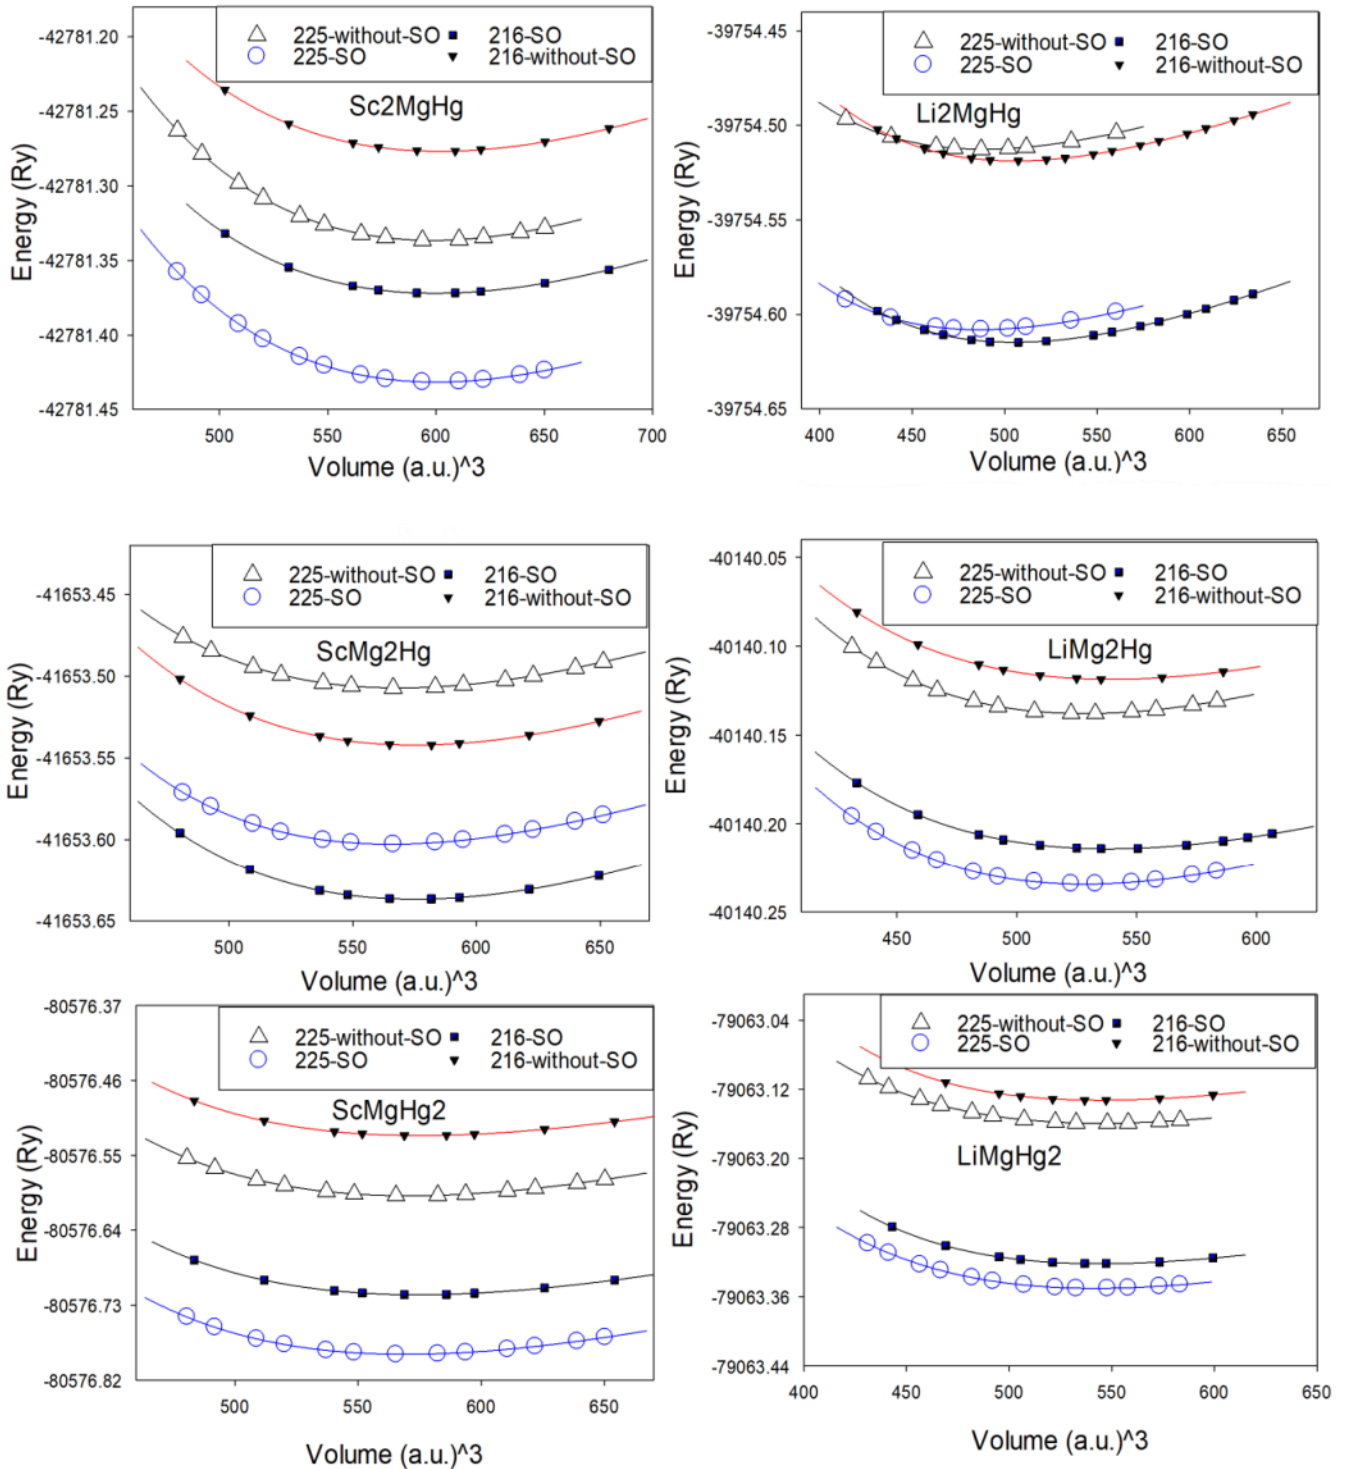 225-without-SO 216-SO
225-SO 216-without-SO
Sc2MgHg
Energy (Ry)
-42781.20
-42781.25
-42781.30
-42781.35
-42781.40
-42781.45
500 550 600 650 700
Volume (a.u.)^3
225-without-SO 216-SO
225-SO 216-without-SO
Li2MgHg
Energy (Ry)
-39754.45
-39754.50
-39754.55
-39754.60
-39754.65
400 450 500 550 600 650
Volume (a.u.)^3
225-without-SO 216-SO
225-SO 216-without-SO
ScMg2Hg
Energy (Ry)
-41653.45
-41653.50
-41653.55
-41653.60
-41653.65
500 550 600 650
Volume (a.u.)^3
225-without-SO 216-SO
225-SO 216-without-SO
LiMg2Hg
Energy (Ry)
-40140.05
-40140.10
-40140.15
-40140.20
-40140.25
450 500 550 600
Volume (a.u.)^3
225-without-SO 216-SO
225-SO 216-without-SO
ScMgHg2
Energy (Ry)
-80576.37
-80576.46
-80576.55
-80576.64
-80576.73
-80576.82
500 550 600 650
Volume (a.u.)^3
225-without-SO 216-SO
225-SO 216-without-SO
LiMgHg2
Energy (Ry)
-79063.04
-79063.12
-79063.20
-79063.28
-79063.36
-79063.44
400 450 500 550 600 650
Volume (a.u.)^3